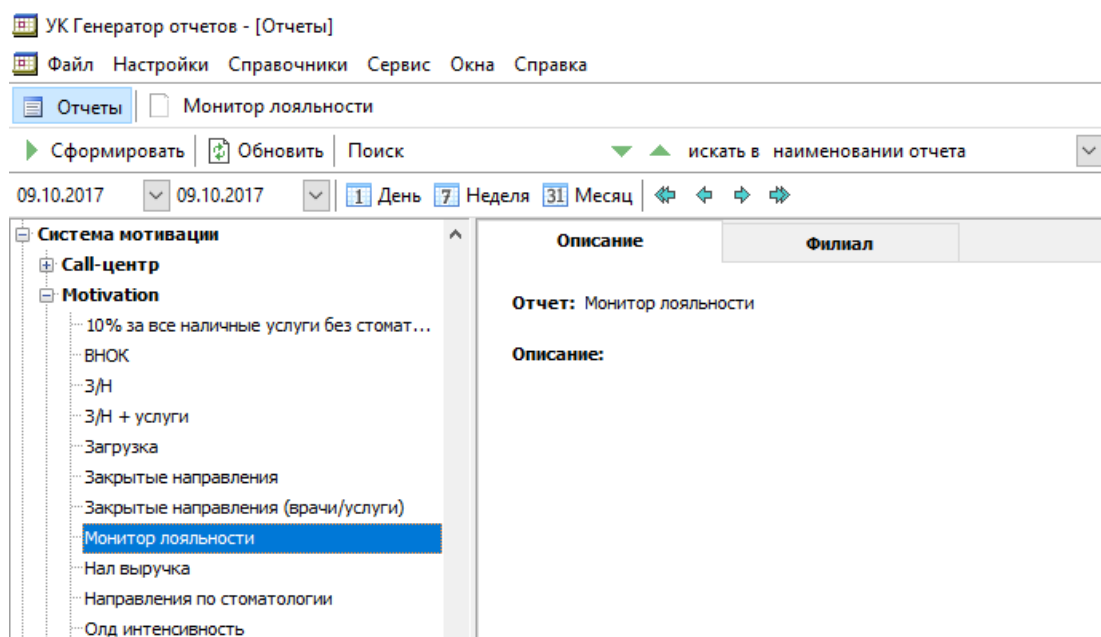 УК Генератор отчетов - [Отчеты]
Файл Настройки Справочники Сервис Окна Справка
Отчеты Монитор лояльности
Сформировать Обновить Поиск искать в наименовании отчета
09.10.2017 09.10.2017 1 День 7 Неделя 31 Месяц
Система мотивации
Call-центр
Motivation
10% за все наличные услуги без стомат...
ВНОК
З/Н
З/Н + услуги
Загрузка
Закрытые направления
Закрытые направления (врачи/услуги)
Монитор лояльности
Нал выручка
Направления по стоматологии
Олд интенсивность
Описание Филиал
Отчет: Монитор лояльности
Описание: